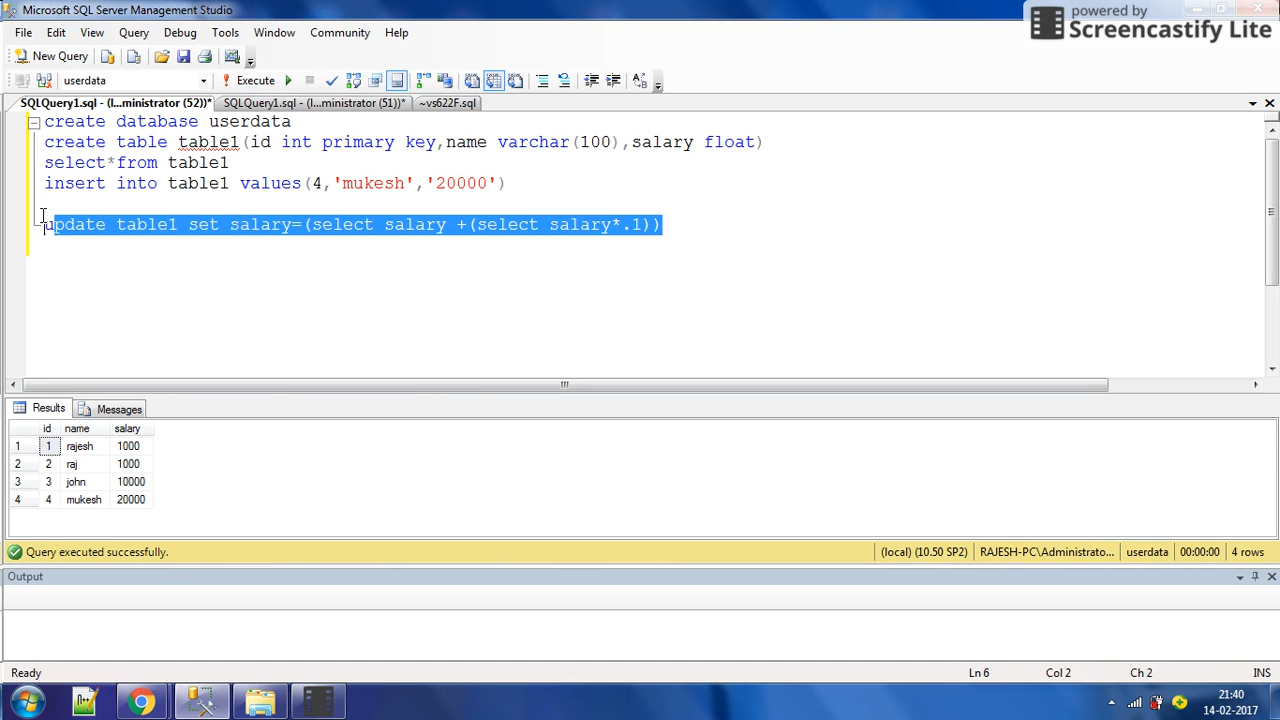 Microsoft SQL Server Management Studio
powered by
Screencastify Lite
File Edit View Query Debug Tools Window Community Help
New Query
userdata Execute
SQLQuery1.sql - (l...ministrator (52))* SQLQuery1.sql - (l...ministrator (51))* ~vs622F.sql
create database userdata
create table table1(id int primary key,name varchar(100),salary float)
select*from table1
insert into table1 values(4,'mukesh','20000')
update table1 set salary=(select salary +(select salary*.1))
Results Messages
id name salary
1 1 rajesh 1000
2 2 raj 1000
3 3 john 10000
4 4 mukesh 20000
Query executed successfully. (local) (10.50 SP2) RAJESH-PC\Administrato... userdata 00:00:00 4 rows
Output
Ready Ln 6 Col 2 Ch 2 INS
21:40
14-02-2017